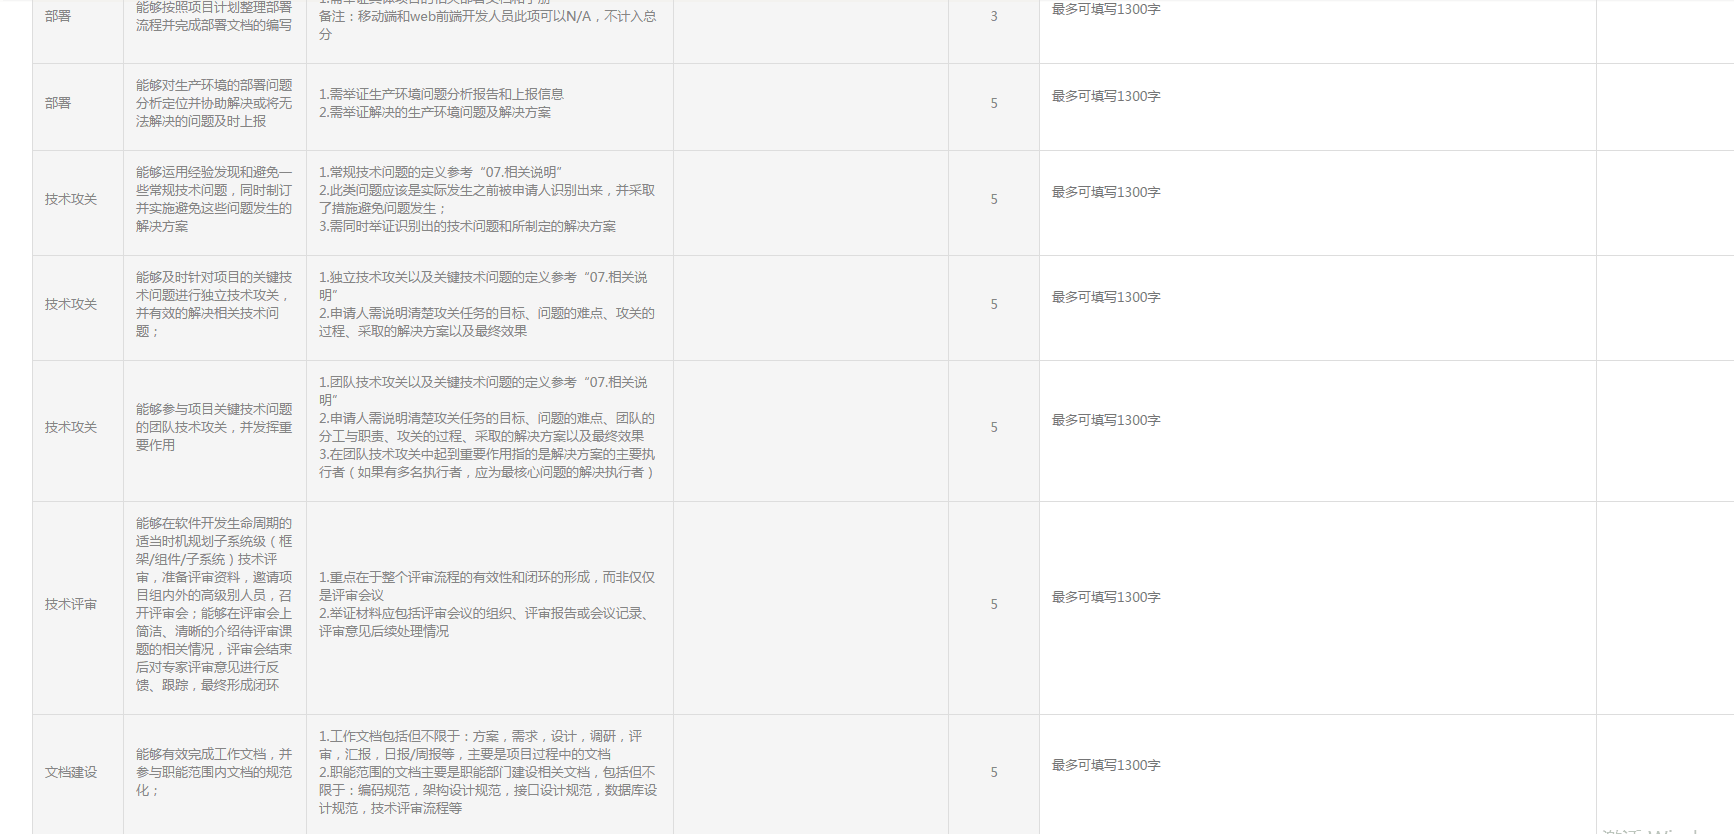 部署
能够按照项目计划整理部署
流程并完成部署文档的编写
备注：移动端和web前端开发人员此项可以N/A，不计入总
分
3
最多可填写1300字
部署
能够对生产环境的部署问题
分析定位并协助解决或将无
法解决的问题及时上报
1.需举证生产环境问题分析报告和上报信息
2.需举证解决的生产环境问题及解决方案
5
最多可填写1300字
技术攻关
能够运用经验发现和避免一
些常规技术问题，同时制订
并实施避免这些问题发生的
解决方案
1.常规技术问题的定义参考“07.相关说明”
2.此类问题应该是实际发生之前被申请人识别出来，并采取
了措施避免问题发生；
3.需同时举证识别出的技术问题和所制定的解决方案
5
最多可填写1300字
技术攻关
能够及时针对项目的关键技
术问题进行独立技术攻关，
并有效的解决相关技术问
题；
1.独立技术攻关以及关键技术问题的定义参考“07.相关说
明”
2.申请人需说明清楚攻关任务的目标、问题的难点、攻关的
过程、采取的解决方案以及最终效果
5
最多可填写1300字
技术攻关
能够参与项目关键技术问题
的团队技术攻关，并发挥重
要作用
1.团队技术攻关以及关键技术问题的定义参考“07.相关说
明”
2.申请人需说明清楚攻关任务的目标、问题的难点、团队的
分工与职责、攻关的过程、采取的解决方案以及最终效果
3.在团队技术攻关中起到重要作用指的是解决方案的主要执
行者（如果有多名执行者，应为最核心问题的解决执行者）
5
最多可填写1300字
技术评审
能够在软件开发生命周期的
适当时机规划子系统级（框
架/组件/子系统）技术评
审，准备评审资料，邀请项
目组内外的高级别人员，召
开评审会；能够在评审会上
简洁、清晰的介绍待评审课
题的相关情况，评审会结束
后对专家评审意见进行反
馈、跟踪，最终形成闭环
1.重点在于整个评审流程的有效性和闭环的形成，而非仅仅
是评审会议
2.举证材料应包括评审会议的组织、评审报告或会议记录、
评审意见后续处理情况
5
最多可填写1300字
文档建设
能够有效完成工作文档，并
参与职能范围内文档的规范
化；
1.工作文档包括但不限于：方案，需求，设计，调研，评
审，汇报，日报/周报等，主要是项目过程中的文档
2.职能范围的文档主要是职能部门建设相关文档，包括但不
限于：编码规范，架构设计规范，接口设计规范，数据库设
计规范，技术评审流程等
5
最多可填写1300字